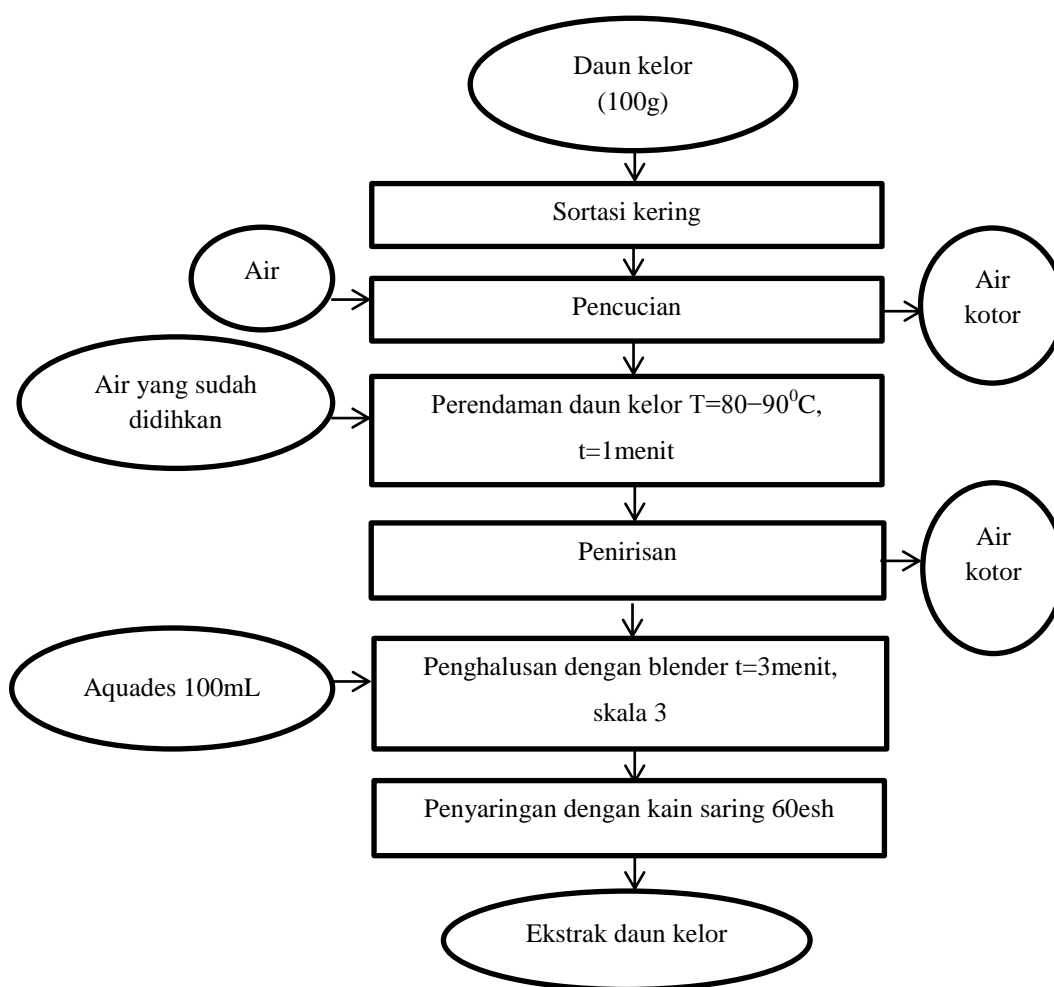 Daun kelor
(100g)
Sortasi kering
Air
Pencucian
Air
kotor
Air yang sudah
didihkan
Perendaman daun kelor T=80−90⁰C,
t=1menit
Penirisan
Air
kotor
Aquades 100mL
Penghalusan dengan blender t=3menit,
skala 3
Penyaringan dengan kain saring 60esh
Ekstrak daun kelor